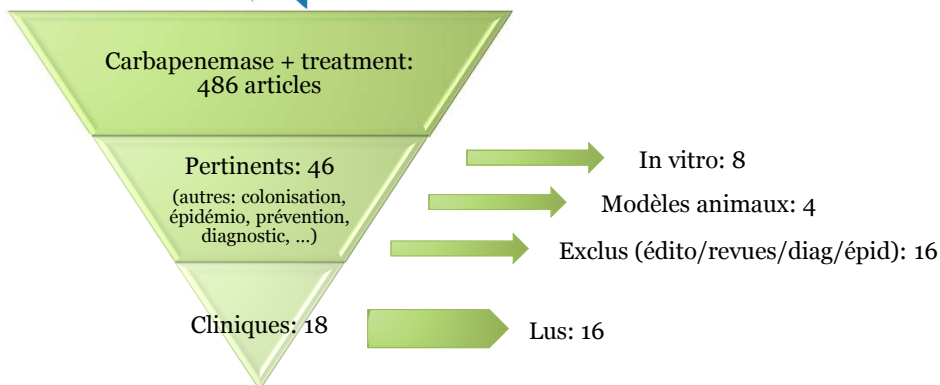 Carbapenemase + treatment:
486 articles
Pertinents: 46
(autres: colonisation,
épidémio, prévention,
diagnostic, ...)
In vitro: 8
Modèles animaux: 4
Exclus (édito/revues/diag/épid): 16
Cliniques: 18
Lus: 16